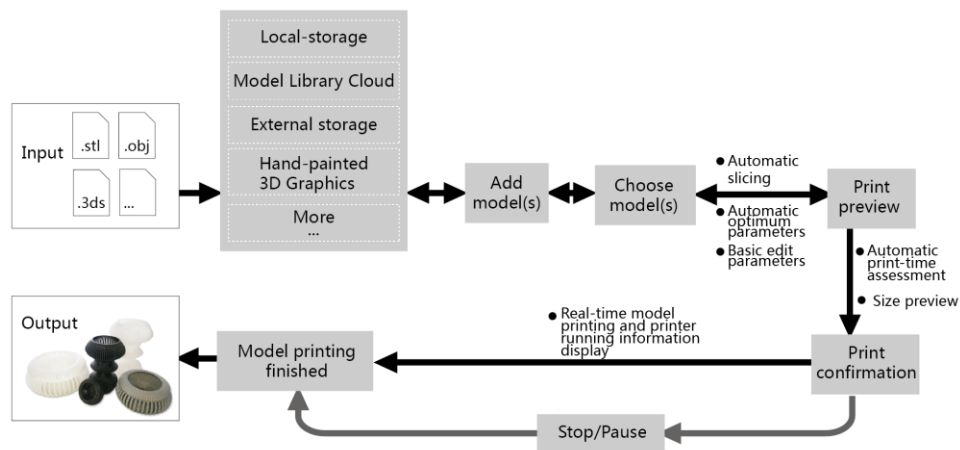 Local-storage
Model Library Cloud
External storage
Hand-painted
3D Graphics
More
...
Input
.stl
.obj
.3ds
...
Add
model(s)
Choose
model(s)
● Automatic
slicing
● Automatic
optimum
parameters
● Basic edit
parameters
Print
preview
● Automatic
print-time
assessment
● Size preview
Output
Model printing
finished
● Real-time model
printing and printer
running information
display
Print
confirmation
Stop/Pause